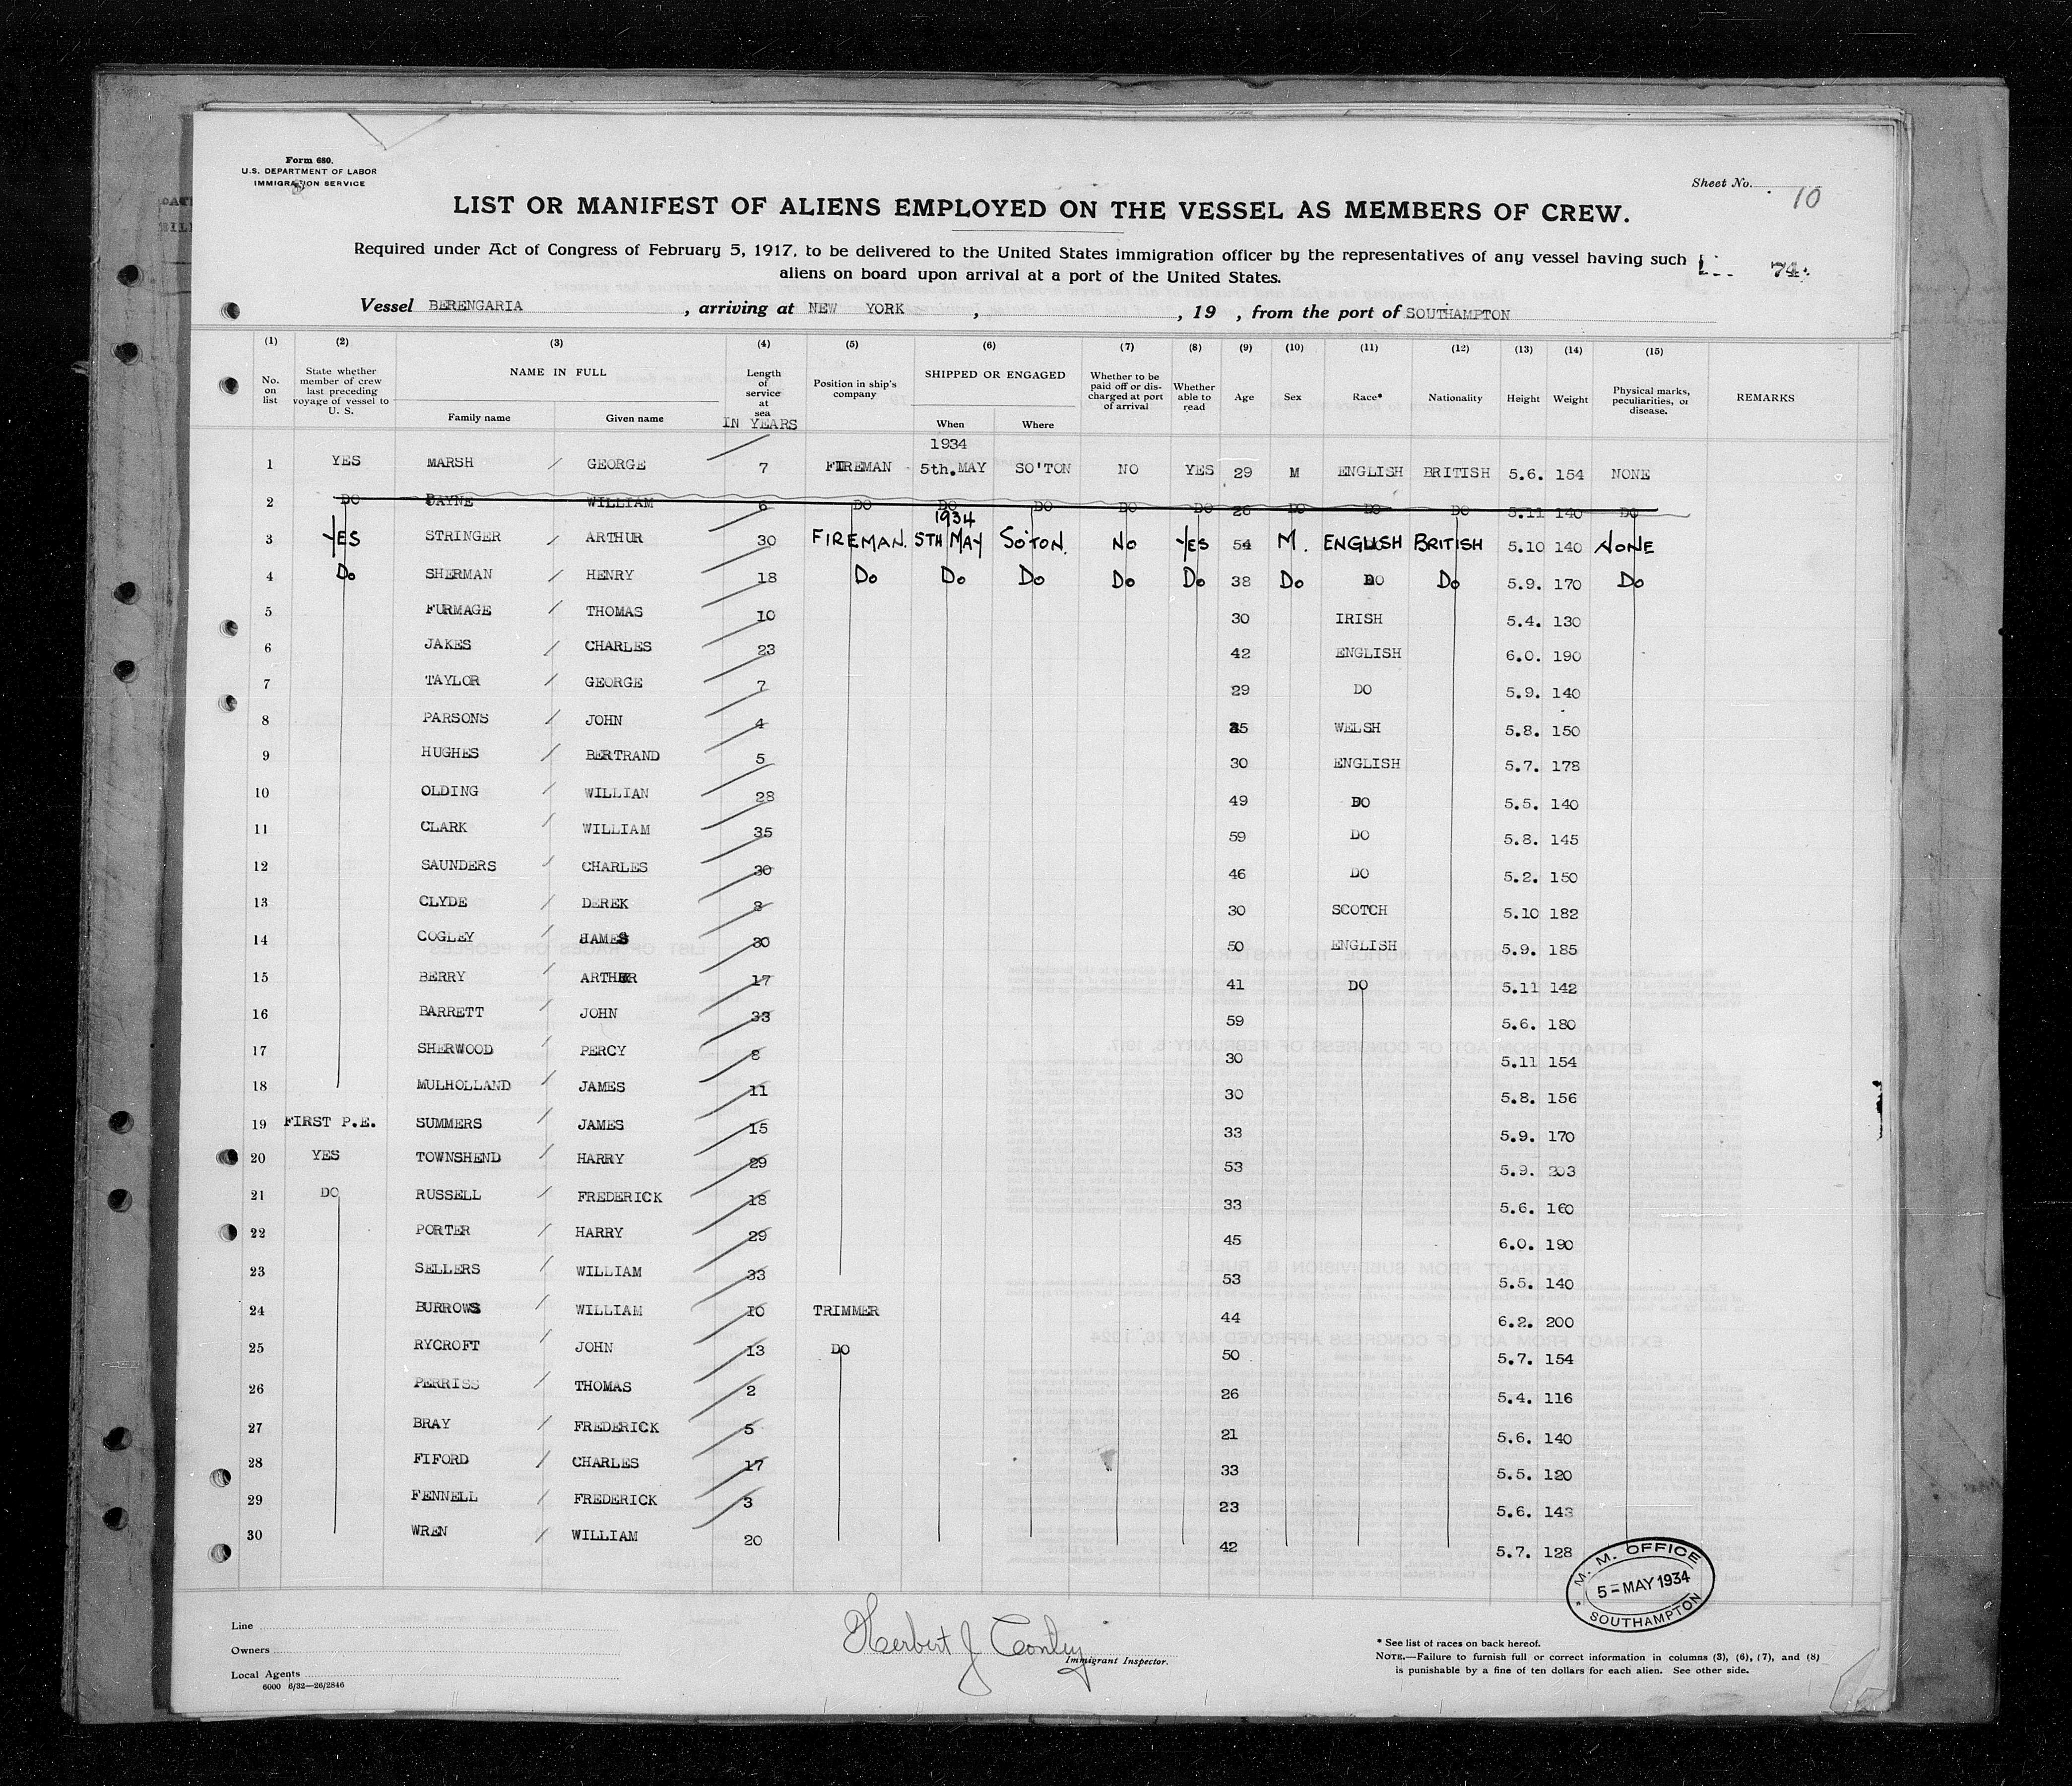 Form 680.
U.S. DEPARTMENT OF LABOR
IMMIGRATION SERVICE
Sheet No. 10
LIST OR MANIFEST OF ALIENS EMPLOYED ON THE VESSEL AS MEMBERS OF CREW.
Required under Act of Congress of February 5, 1917, to be delivered to the United States immigration officer by the representatives of any vessel having such
aliens on board upon arrival at a port of the United States.
74
Vessel BERENGARIA, arriving at NEW YORK, , 19 , from the port of SOUTHAMPTON
(1) (2) (3) (4) (5) (6) (7) (8) (9) (10) (11) (12) (13) (14) (15)
No. on list State whether member of crew last preceding voyage of vessel to U. S. NAME IN FULL Family name Given name Length of service at sea IN YEARS Position in ship's company SHIPPED OR ENGAGED When Where Whether to be paid off or discharged at port of arrival Whether able to read Age Sex Race* Nationality Height Weight Physical marks, peculiarities, or disease. REMARKS
1934
1 YES MARSH / GEORGE 7 FIREMAN 5th.MAY SO'TON NO YES 29 M ENGLISH BRITISH 5.6. 154 NONE
2 DO PAYNE WILLIAM 6 DO DO DO DO DO 26 DO DO DO 5.11 140 DO
1934
3 YES STRINGER / ARTHUR 30 FIREMAN. 5TH MAY SO'TON. NO YES 54 M. ENGLISH BRITISH 5.10 140 NONE
4 Do SHERMAN / HENRY 18 Do Do Do Do Do 38 Do DO Do 5.9. 170 Do
5 FURMAGE / THOMAS 10 30 IRISH 5.4. 130
6 JAKES / CHARLES 23 42 ENGLISH 6.0. 190
7 TAYLOR / GEORGE 7 29 DO 5.9. 140
8 PARSONS / JOHN 4 5 WELSH 5.8. 150
9 HUGHES / BERTRAND 5 30 ENGLISH 5.7. 178
10 OLDING / WILLIAN 28 49 DO 5.5. 140
11 CLARK / WILLIAM 35 59 DO 5.8. 145
12 SAUNDERS / CHARLES 30 46 DO 5.2. 150
13 CLYDE / DEREK 8 30 SCOTCH 5.10 182
14 COGLEY / JAMES 30 50 ENGLISH 5.9. 185
15 BERRY / ARTHUR 17 41 DO 5.11 142
16 BARRETT / JOHN 33 59 5.6. 180
17 SHERWOOD / PERCY 8 30 5.11 154
18 MULHOLLAND / JAMES 11 30 5.8. 156
19 FIRST P.E. SUMMERS / JAMES 15 33 5.9. 170
20 YES TOWNSHEND / HARRY 29 53 5.9. 203
21 DO RUSSELL / FREDERICK 18 33 5.6. 160
22 PORTER / HARRY 29 45 6.0. 190
23 SELLERS / WILLIAM 33 53 5.5. 140
24 BURROWS / WILLIAM 10 TRIMMER 44 6.2. 200
25 RYCROFT / JOHN 13 DO 50 5.7. 154
26 PERRISS / THOMAS 2 26 5.4. 116
27 BRAY / FREDERICK 5 21 5.6. 140
28 FIFORD / CHARLES 17 33 5.5. 120
29 FENNELL / FREDERICK 3 23 5.6. 143
30 WREN / WILLIAM 20 42 5.7. 128
M. M. OFFICE
5 - MAY 1934
SOUTHAMPTON
Line
Owners
Local Agents
6000 6/32—26/2846
Herbert J Conley
Immigrant Inspector.
* See list of races on back hereof.
NOTE.—Failure to furnish full or correct information in columns (3), (6), (7), and (8)
is punishable by a fine of ten dollars for each alien. See other side.